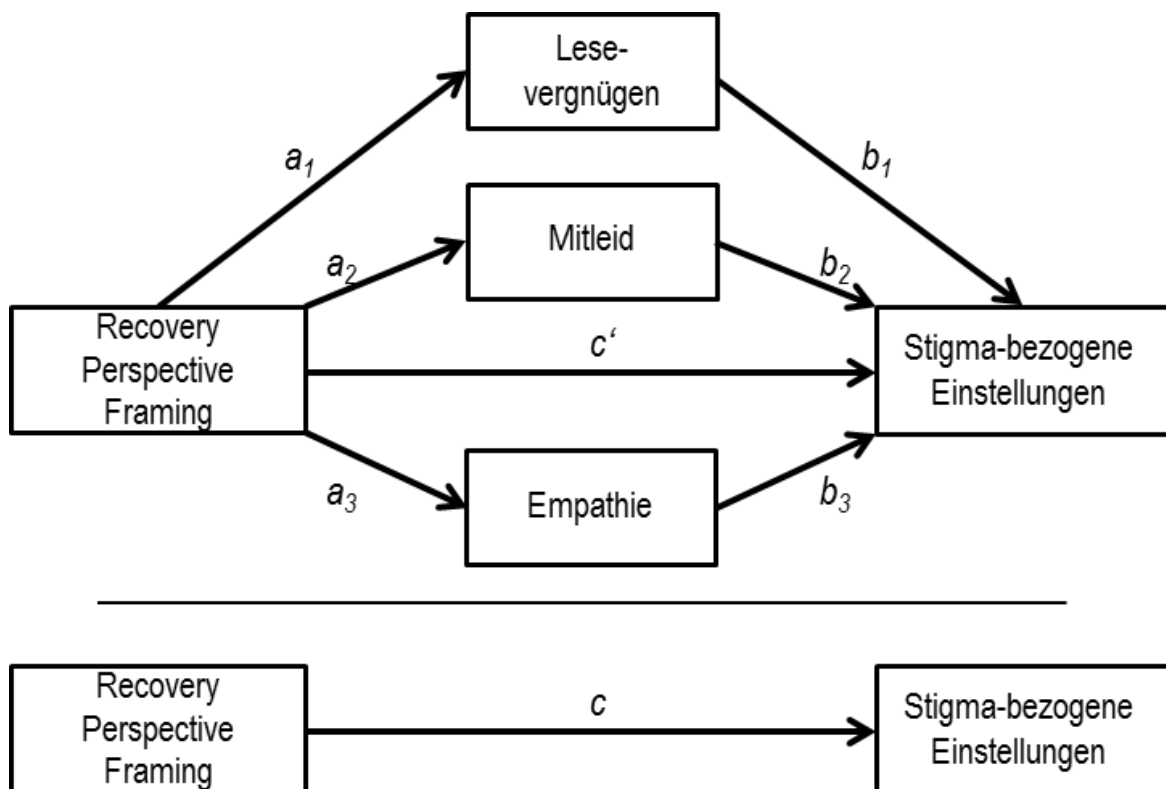 Lese-
vergnügen
a1
b1
Mitleid
a2
b2
Recovery
Perspective
Framing
c‘
Stigma-bezogene
Einstellungen
a3
Empathie
b3
Recovery
Perspective
Framing
c
Stigma-bezogene
Einstellungen